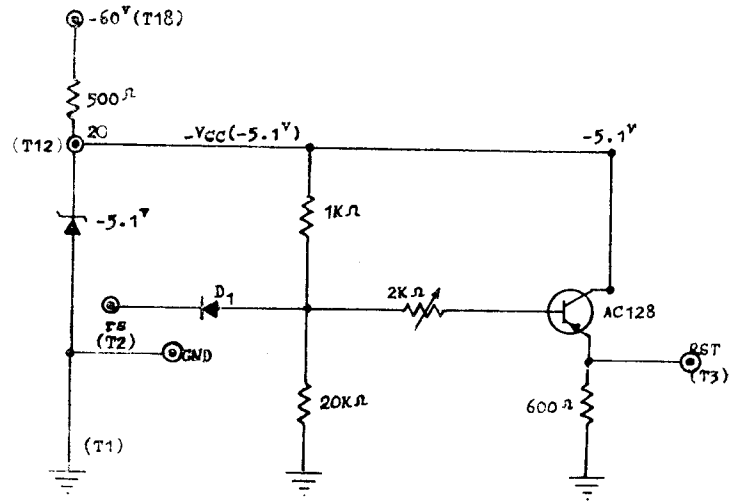 -60V (T18)
500Ω
20
(T12)
-VCC(-5.1V)
-5.1V
-5.1V
1KΩ
D1
2KΩ
AC128
rs
(T2)
GND
RST
(T3)
20KΩ
600Ω
(T1)